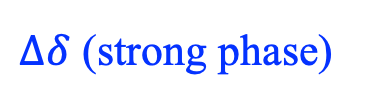 Δδ (strong phase)